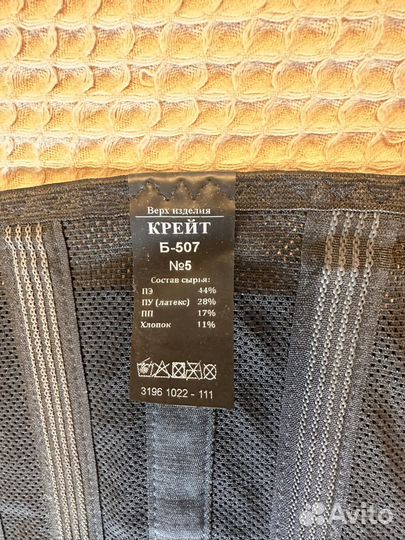 Верх изделия
КРЕЙТ
Б-507
№5
Состав сырья:
ПЭ 44%
ПУ (латекс) 28%
ПП 17%
Хлопок 11%
3196 1022 - 111
Avito